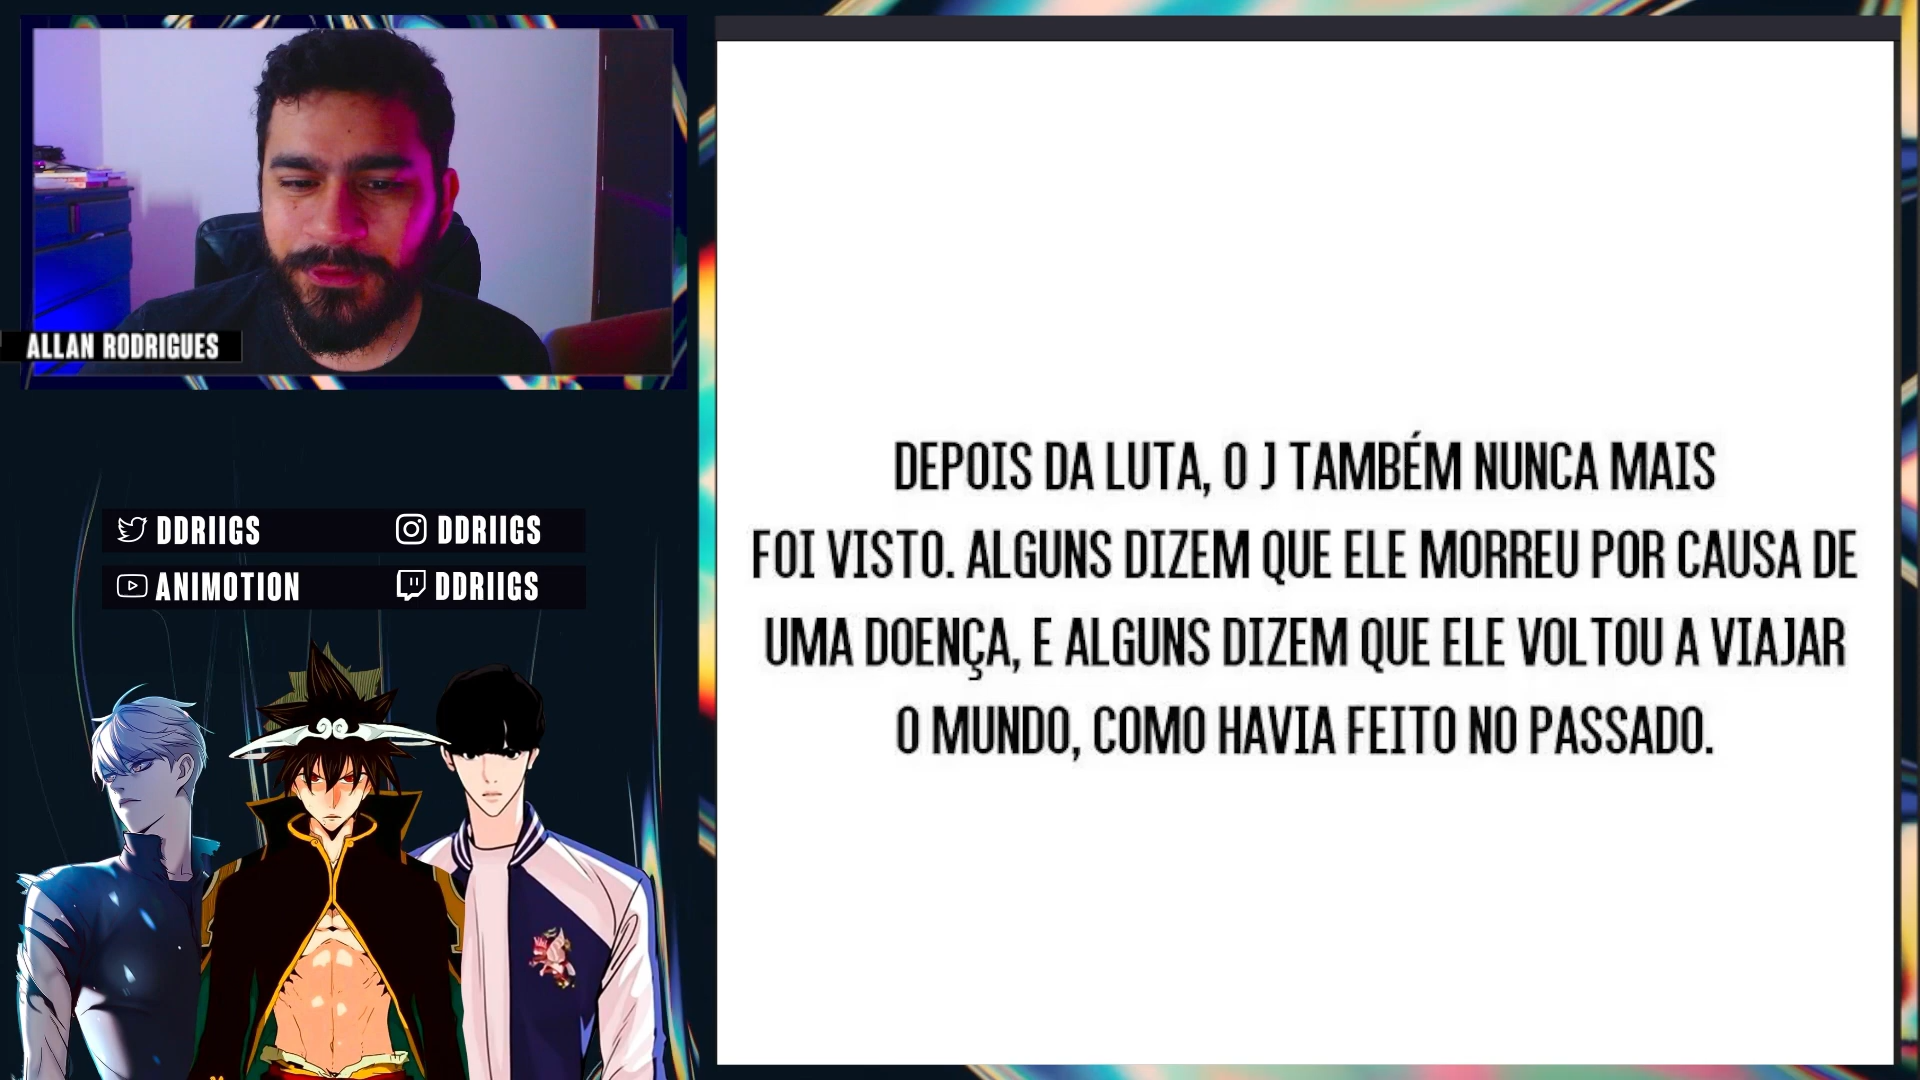 ALLAN RODRIGUES
DDRIIGS
DDRIIGS
ANIMOTION
DDRIIGS
DEPOIS DA LUTA, O J TAMBÉM NUNCA MAIS
FOI VISTO. ALGUNS DIZEM QUE ELE MORREU POR CAUSA DE
UMA DOENÇA, E ALGUNS DIZEM QUE ELE VOLTOU A VIAJAR
O MUNDO, COMO HAVIA FEITO NO PASSADO.